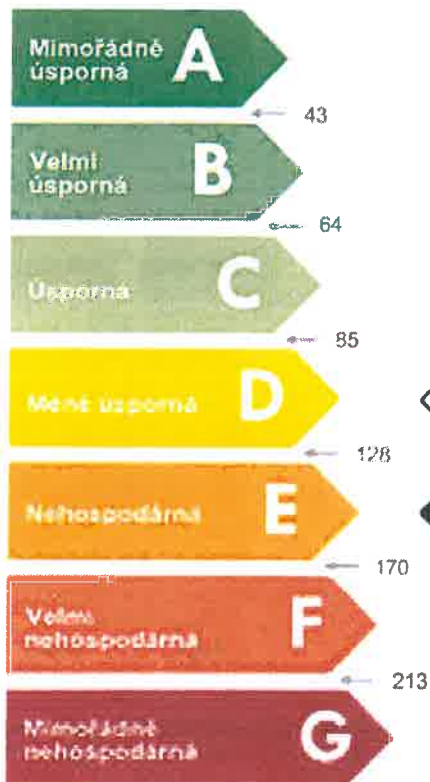 Mimořádně
úsporná
A
43
Velmi
úsporná
B
64
Úsporná
C
85
Méně úsporná
D
128
Nehospodárná
E
170
Velmi
nehospodárná
F
213
Mimořádně
nehospodárná
G